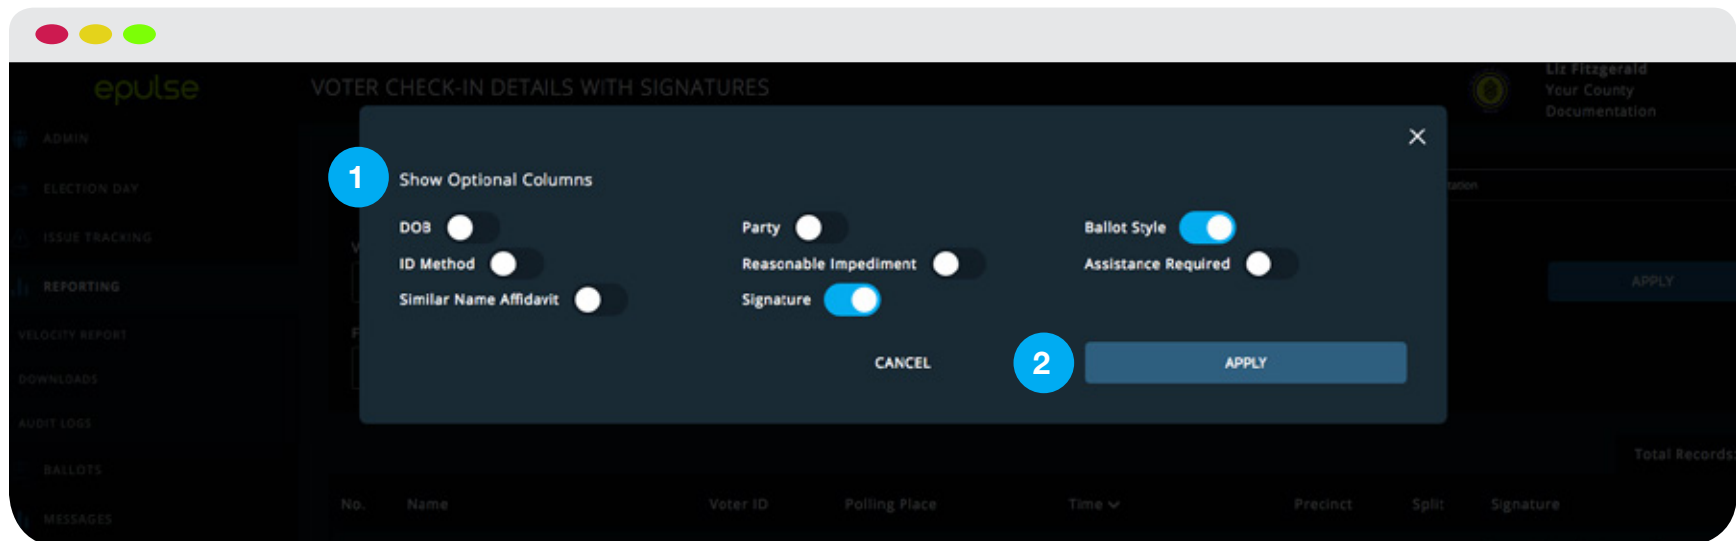 epulse
VOTER CHECK-IN DETAILS WITH SIGNATURES
Liz Fitzgerald
Your County
Documentation
ADMIN
ELECTION DAY
ISSUE TRACKING
REPORTING
VELOCITY REPORT
DOWNLOADS
AUDIT LOGS
BALLOTS
MESSAGES
1
Show Optional Columns
DOB Party Ballot Style
ID Method Reasonable Impediment Assistance Required
Similar Name Affidavit Signature
CANCEL 2 APPLY
APPLY
Total Records:
No. Name Voter ID Polling Place Time Precinct Split Signature